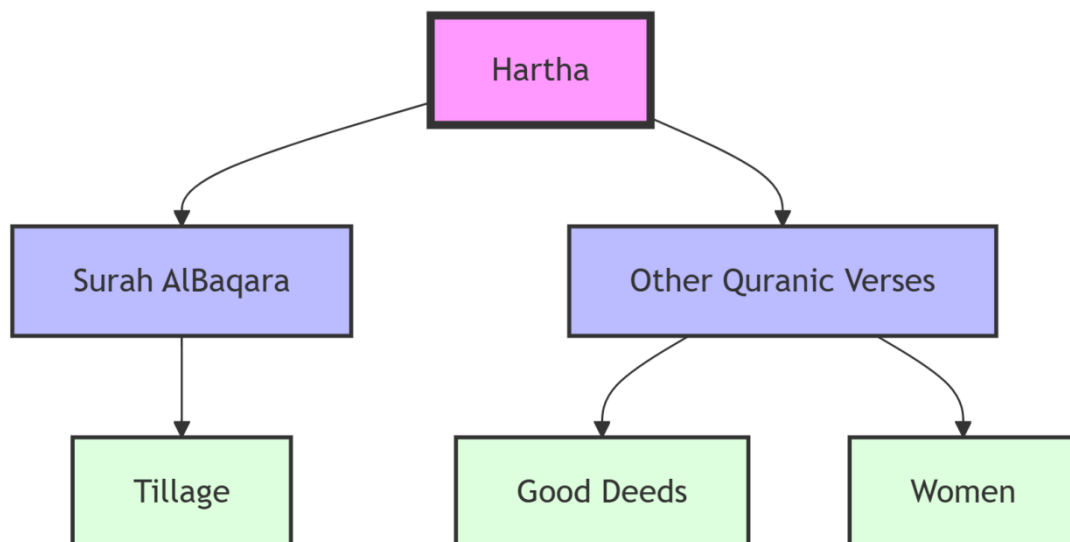 Hartha
Surah AlBaqara
Other Quranic Verses
Tillage
Good Deeds
Women